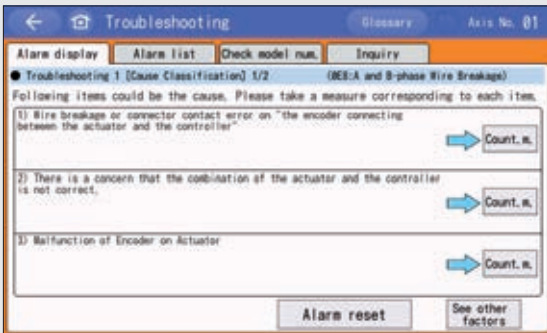 Troubleshooting Glossary Axis No. 01
Alarm display Alarm list Check model num. Inquiry
Troubleshooting 1 [Cause Classification] 1/2 (0E8:A and B-phase Wire Breakage)
Following items could be the cause. Please take a measure corresponding to each item.
1) Wire breakage or connector contact error on "the encoder connecting
between the actuator and the controller"
Count. m.
2) There is a concern that the combination of the actuator and the controller
is not correct.
Count. m.
3) Malfunction of Encoder on Actuator
Count. m.
Alarm reset
See other
factors